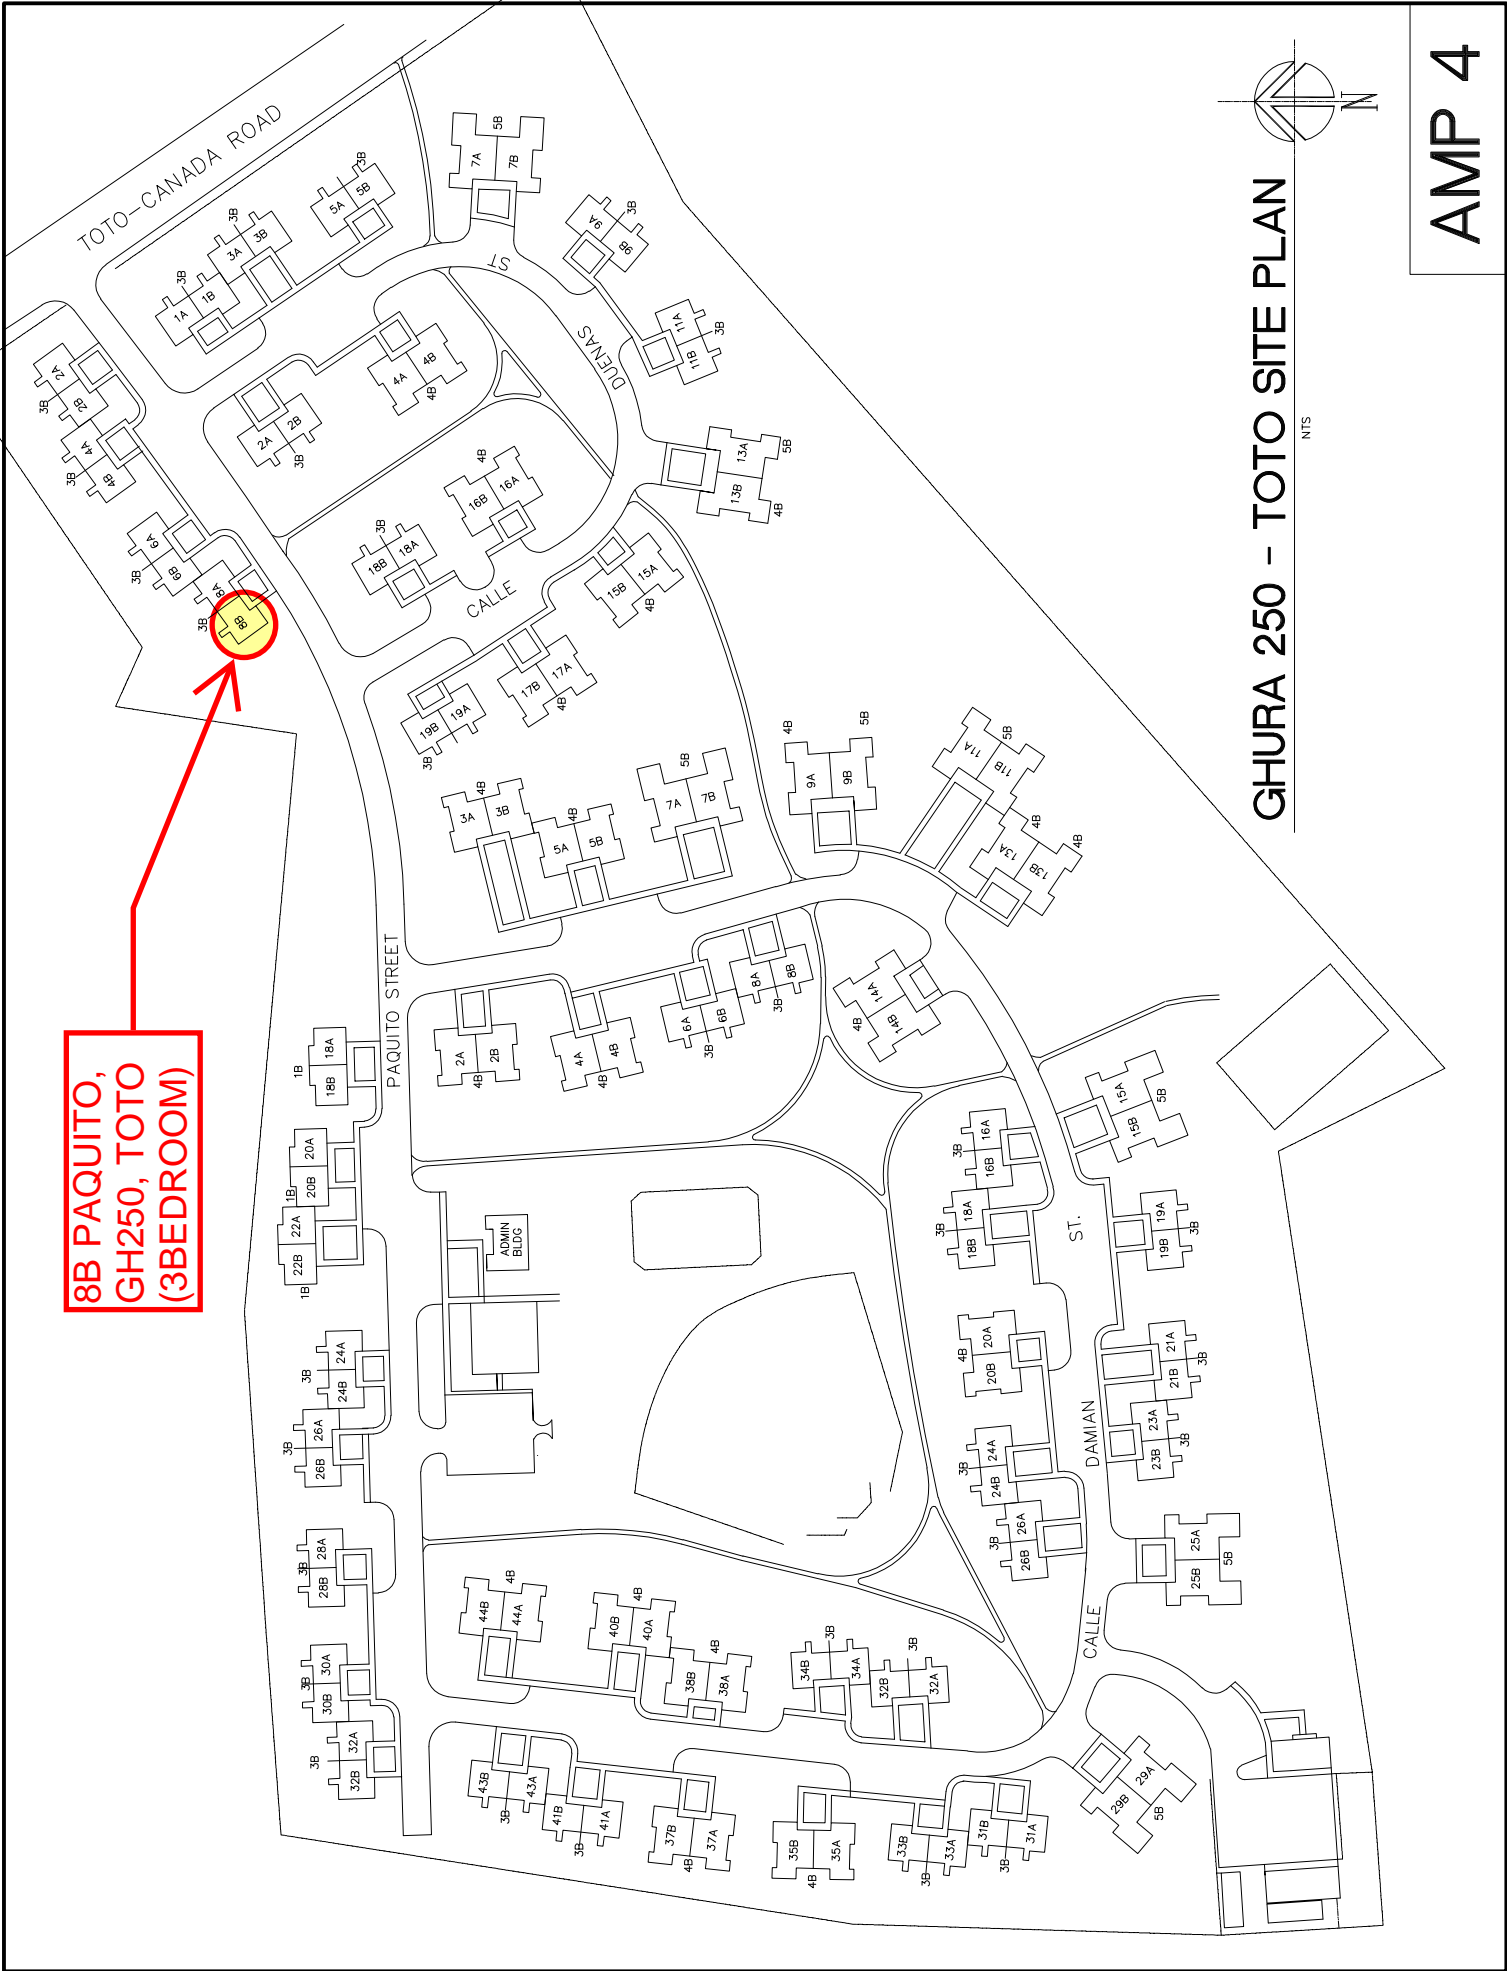 AMP 4
GHURA 250 - TOTO SITE PLAN
NTS
N
8B PAQUITO,
GH250, TOTO
(3BEDROOM)
TOTO-CANADA ROAD
2A
2B
3B
4A
4B
3B
6A
6B
3B
8A
8B
3B
1A
1B
3B
3A
3B
3B
5A
5B
3B
7A
7B
5B
9A
9B
3B
11A
11B
3B
13A
13B
5B
4B
2A
2B
3B
4A
4B
4B
16B
16A
4B
18B
18A
3B
15B
15A
4B
17B
17A
4B
19B
19A
3B
CALLE
DUENAS
ST
PAQUITO STREET
3A
3B
4B
5A
5B
4B
7A
7B
5B
9A
9B
4B
5B
11A
11B
5B
13A
13B
4B
4B
2A
2B
4B
4A
4B
4B
6A
6B
3B
8A
8B
3B
14A
14B
4B
15A
15B
5B
16A
16B
3B
18A
18B
3B
19A
19B
3B
20A
20B
4B
21A
21B
3B
23A
23B
3B
24A
24B
3B
26A
26B
3B
25A
25B
5B
CALLE
DAMIAN
ST.
18A
18B
1B
20A
20B
1B
22A
22B
1B
24A
24B
3B
26A
26B
3B
28A
28B
3B
30A
30B
3B
32A
32B
3B
ADMIN
BLDG
44B
44A
4B
40B
40A
4B
38B
38A
4B
34B
34A
3B
32B
32A
3B
43B
43A
3B
41B
41A
3B
37B
37A
4B
35B
35A
4B
33B
33A
3B
31B
31A
3B
29A
29B
5B